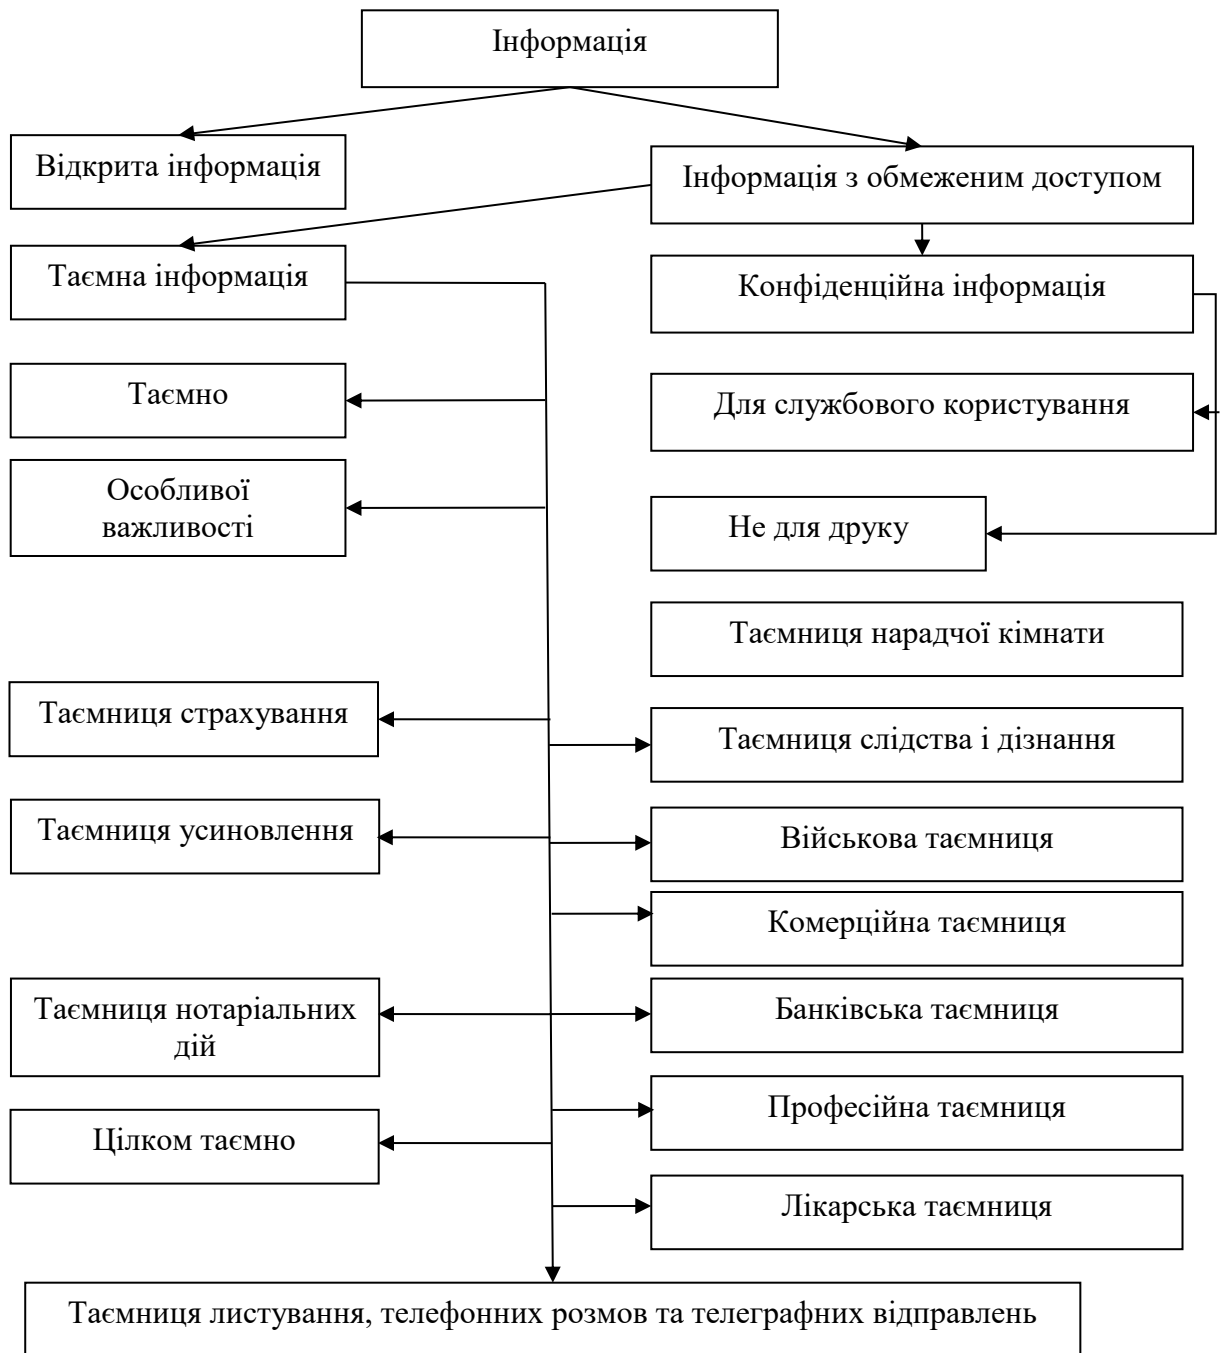 Інформація
Відкрита інформація
Інформація з обмеженим доступом
Таємна інформація
Конфіденційна інформація
Таємно
Для службового користування
Особливої
важливості
Не для друку
Таємниця нарадчої кімнати
Таємниця страхування
Таємниця слідства і дізнання
Таємниця усиновлення
Військова таємниця
Комерційна таємниця
Таємниця нотаріальних
дій
Банківська таємниця
Професійна таємниця
Цілком таємно
Лікарська таємниця
Таємниця листування, телефонних розмов та телеграфних відправлень